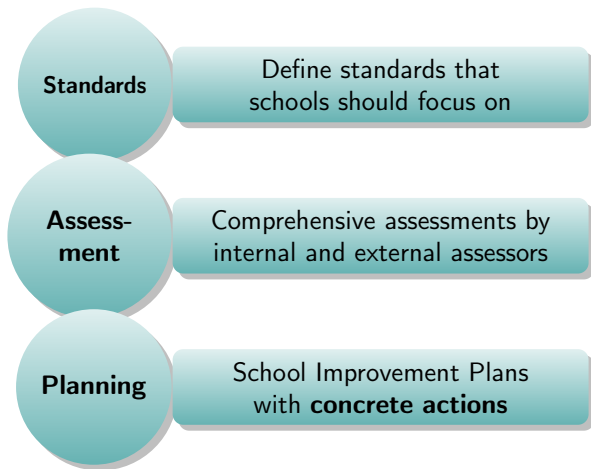 Standards
Define standards that
schools should focus on
Assess-
ment
Comprehensive assessments by
internal and external assessors
Planning
School Improvement Plans
with concrete actions